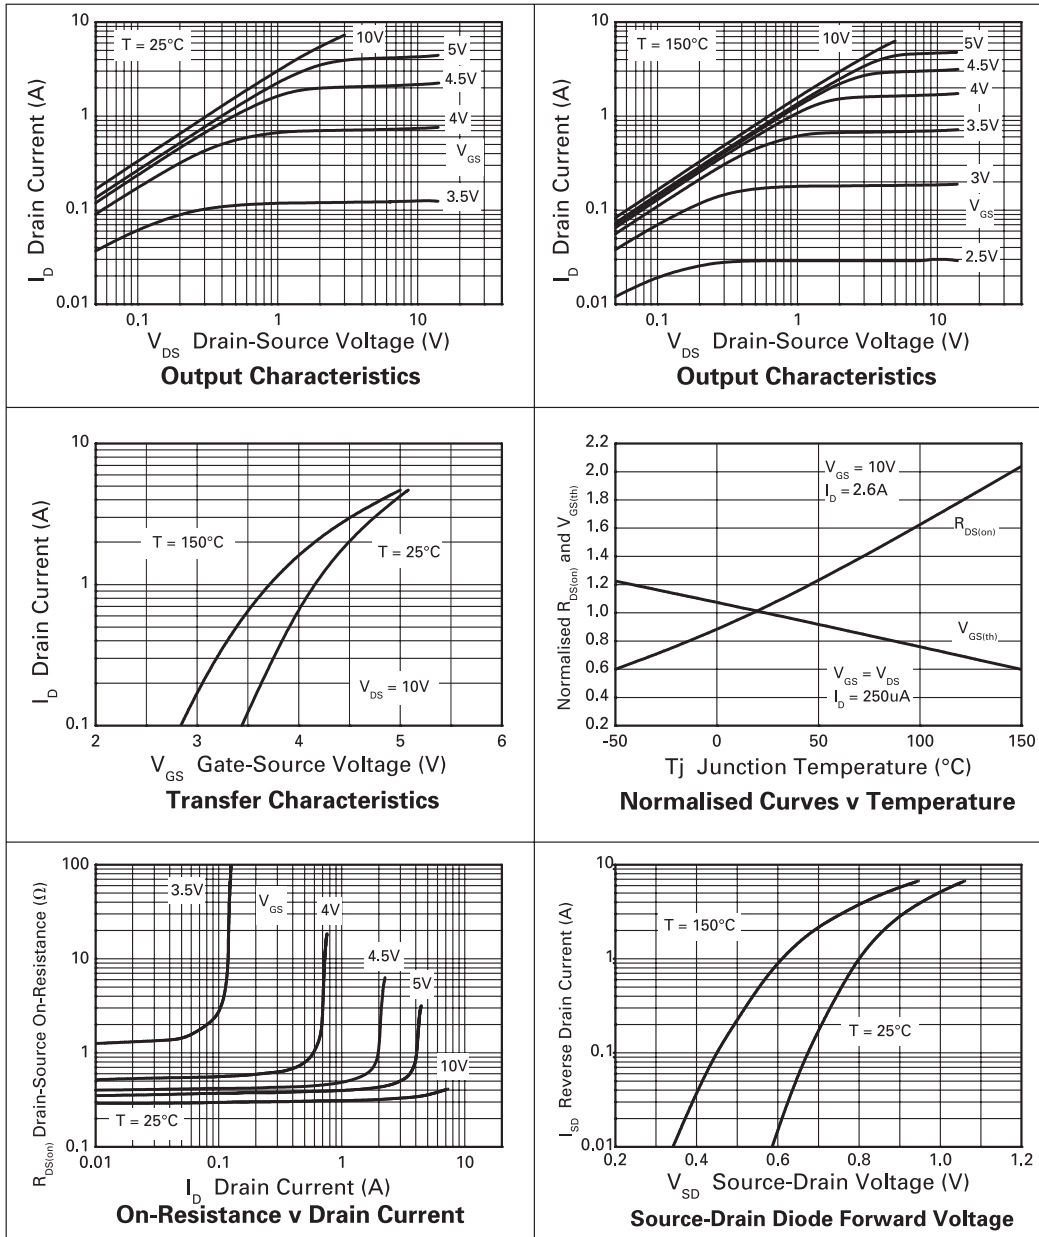 10
1
0.1
0.01
I_D Drain Current (A)
T = 25°C
10V
5V
4.5V
4V
V_GS
3.5V
0.1 1 10
V_DS Drain-Source Voltage (V)
Output Characteristics
10
1
0.1
0.01
I_D Drain Current (A)
T = 150°C
10V
5V
4.5V
4V
3.5V
3V
V_GS
2.5V
0.1 1 10
V_DS Drain-Source Voltage (V)
Output Characteristics
10
1
0.1
I_D Drain Current (A)
T = 150°C
T = 25°C
V_DS = 10V
2 3 4 5 6
V_GS Gate-Source Voltage (V)
Transfer Characteristics
2.2
2.0
1.8
1.6
1.4
1.2
1.0
0.8
0.6
0.4
0.2
Normalised R_DS(on) and V_GS(th)
V_GS = 10V
I_D = 2.6A
R_DS(on)
V_GS(th)
V_GS = V_DS
I_D = 250uA
-50 0 50 100 150
Tj Junction Temperature (°C)
Normalised Curves v Temperature
100
10
1
0.1
R_DS(on) Drain-Source On-Resistance (Ω)
3.5V
V_GS
4V
4.5V
5V
10V
T = 25°C
0.01 0.1 1 10
I_D Drain Current (A)
On-Resistance v Drain Current
10
1
0.1
0.01
I_SD Reverse Drain Current (A)
T = 150°C
T = 25°C
0.2 0.4 0.6 0.8 1.0 1.2
V_SD Source-Drain Voltage (V)
Source-Drain Diode Forward Voltage